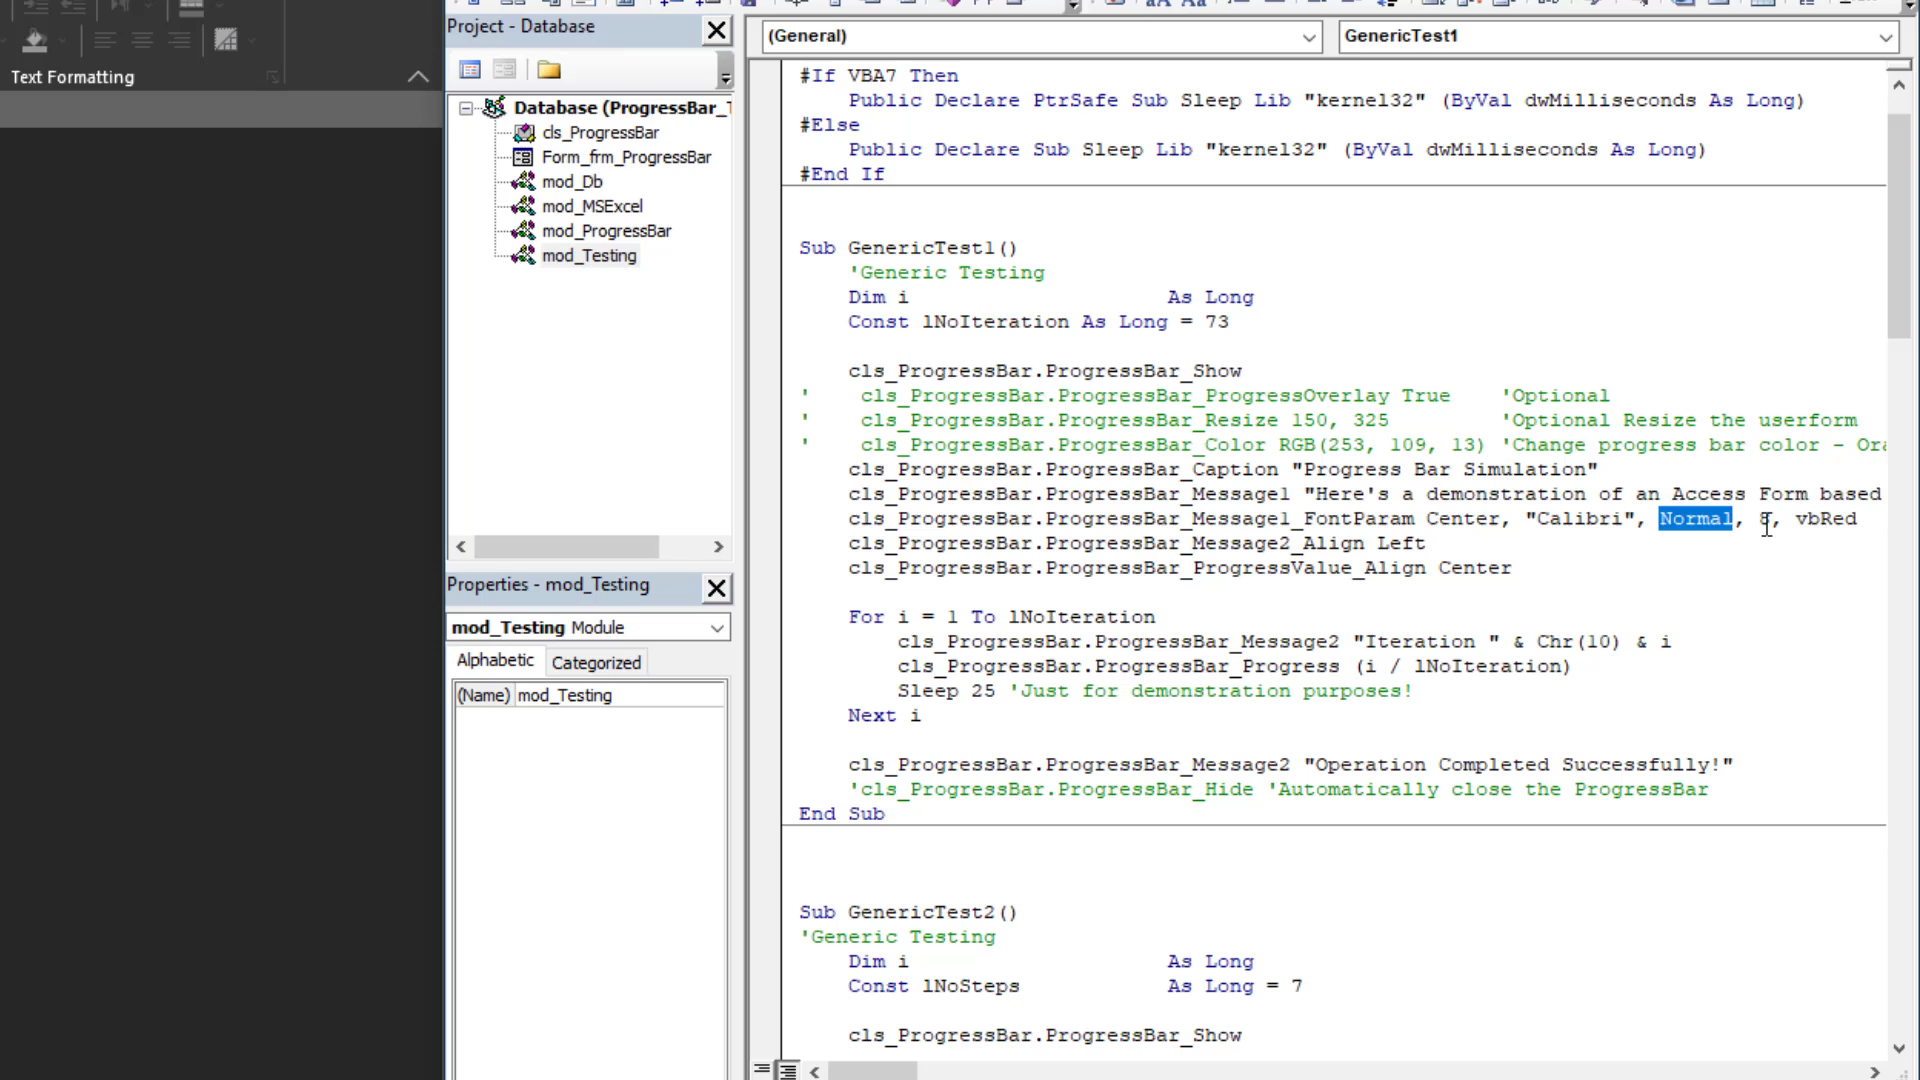 Text Formatting
Project - Database
Database (ProgressBar_T
cls_ProgressBar
Form_frm_ProgressBar
mod_Db
mod_MSExcel
mod_ProgressBar
mod_Testing
Properties - mod_Testing
mod_Testing Module
Alphabetic Categorized
(Name) mod_Testing
(General) GenericTest1
#If VBA7 Then
Public Declare PtrSafe Sub Sleep Lib "kernel32" (ByVal dwMilliseconds As Long)
#Else
Public Declare Sub Sleep Lib "kernel32" (ByVal dwMilliseconds As Long)
#End If
Sub GenericTest1()
'Generic Testing
Dim i As Long
Const lNoIteration As Long = 73
cls_ProgressBar.ProgressBar_Show
' cls_ProgressBar.ProgressBar_ProgressOverlay True 'Optional
' cls_ProgressBar.ProgressBar_Resize 150, 325 'Optional Resize the userform
' cls_ProgressBar.ProgressBar_Color RGB(253, 109, 13) 'Change progress bar color - Ora
cls_ProgressBar.ProgressBar_Caption "Progress Bar Simulation"
cls_ProgressBar.ProgressBar_Message1 "Here's a demonstration of an Access Form based
cls_ProgressBar.ProgressBar_Message1_FontParam Center, "Calibri", Normal, 8, vbRed
cls_ProgressBar.ProgressBar_Message2_Align Left
cls_ProgressBar.ProgressBar_ProgressValue_Align Center
For i = 1 To lNoIteration
cls_ProgressBar.ProgressBar_Message2 "Iteration " & Chr(10) & i
cls_ProgressBar.ProgressBar_Progress (i / lNoIteration)
Sleep 25 'Just for demonstration purposes!
Next i
cls_ProgressBar.ProgressBar_Message2 "Operation Completed Successfully!"
'cls_ProgressBar.ProgressBar_Hide 'Automatically close the ProgressBar
End Sub
Sub GenericTest2()
'Generic Testing
Dim i As Long
Const lNoSteps As Long = 7
cls_ProgressBar.ProgressBar_Show